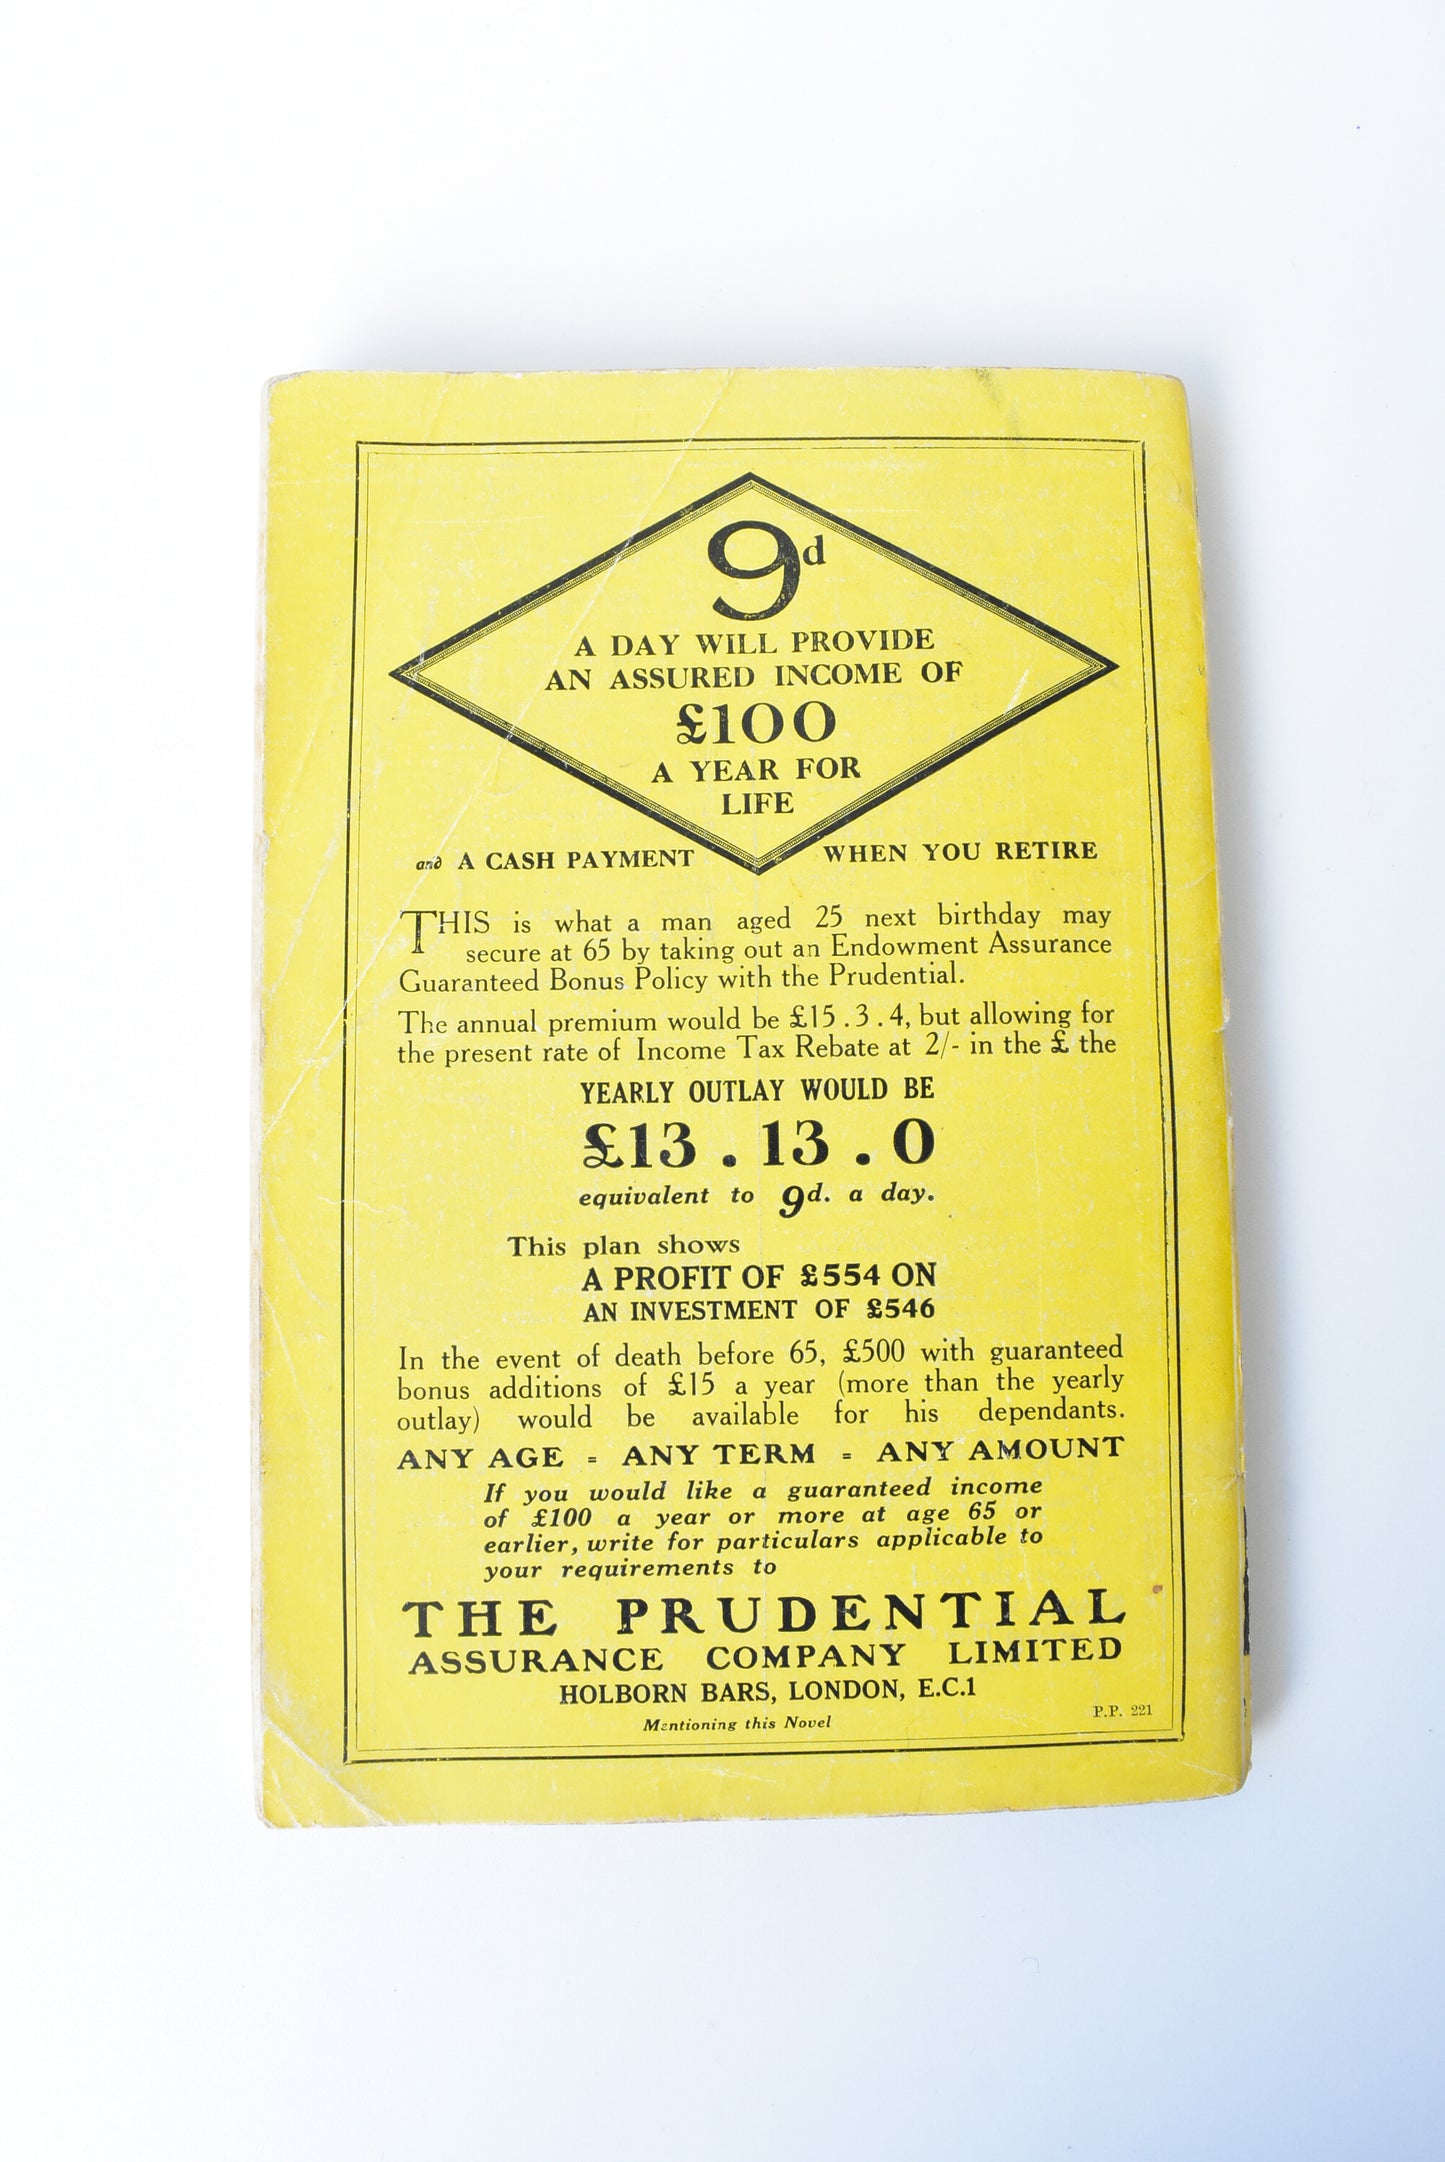 9d
A DAY WILL PROVIDE
AN ASSURED INCOME OF
£100
A YEAR FOR
LIFE
and A CASH PAYMENT WHEN YOU RETIRE
THIS is what a man aged 25 next birthday may
secure at 65 by taking out an Endowment Assurance
Guaranteed Bonus Policy with the Prudential.
The annual premium would be £15.3.4, but allowing for
the present rate of Income Tax Rebate at 2/- in the £ the
YEARLY OUTLAY WOULD BE
£13.13.0
equivalent to 9d. a day.
This plan shows
A PROFIT OF £554 ON
AN INVESTMENT OF £546
In the event of death before 65, £500 with guaranteed
bonus additions of £15 a year (more than the yearly
outlay) would be available for his dependants.
ANY AGE = ANY TERM = ANY AMOUNT
If you would like a guaranteed income
of £100 a year or more at age 65 or
earlier, write for particulars applicable to
your requirements to
THE PRUDENTIAL
ASSURANCE COMPANY LIMITED
HOLBORN BARS, LONDON, E.C.1
Mentioning this Novel
P.P. 221